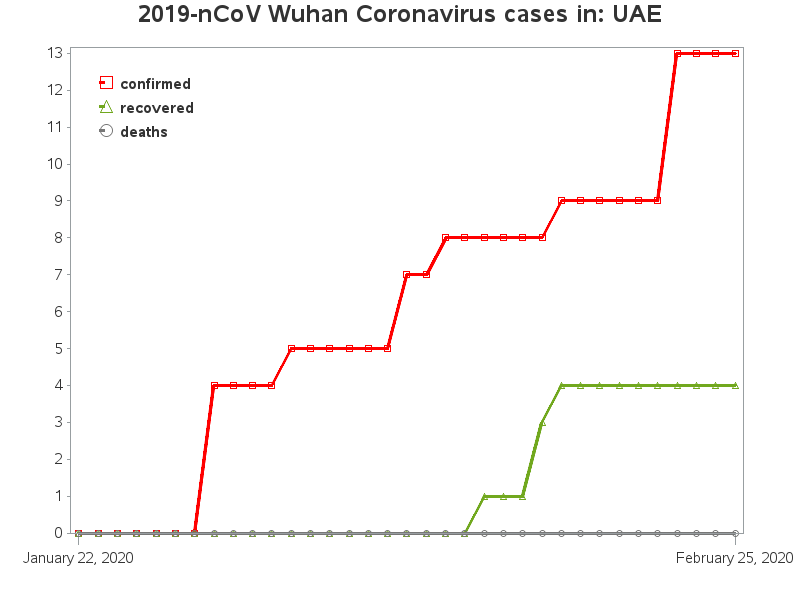 2019-nCoV Wuhan Coronavirus cases in: UAE
13
12
11
10
9
8
7
6
5
4
3
2
1
0
confirmed
recovered
deaths
January 22, 2020
February 25, 2020